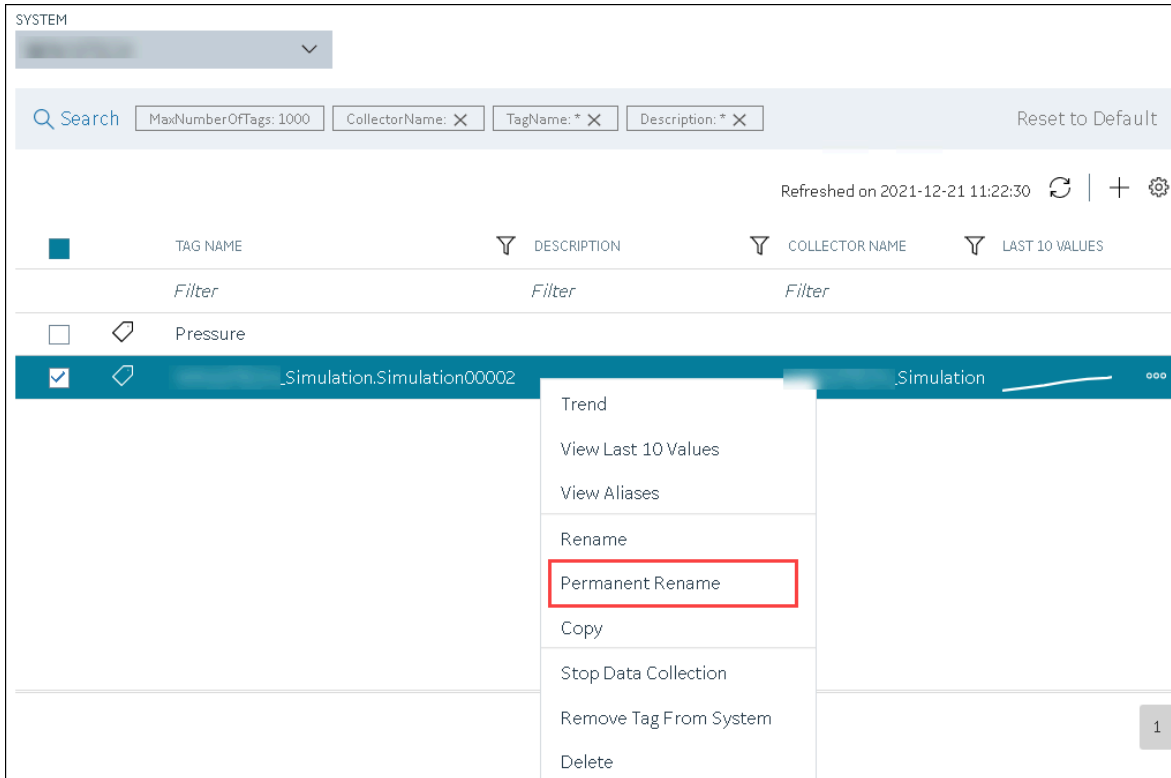 SYSTEM
Search MaxNumberOfTags: 1000 CollectorName: TagName: * Description: * Reset to Default
Refreshed on 2021-12-21 11:22:30
TAG NAME DESCRIPTION COLLECTOR NAME LAST 10 VALUES
Filter Filter Filter
Pressure
_Simulation.Simulation00002 _Simulation
Trend
View Last 10 Values
View Aliases
Rename
Permanent Rename
Copy
Stop Data Collection
Remove Tag From System
1
Delete